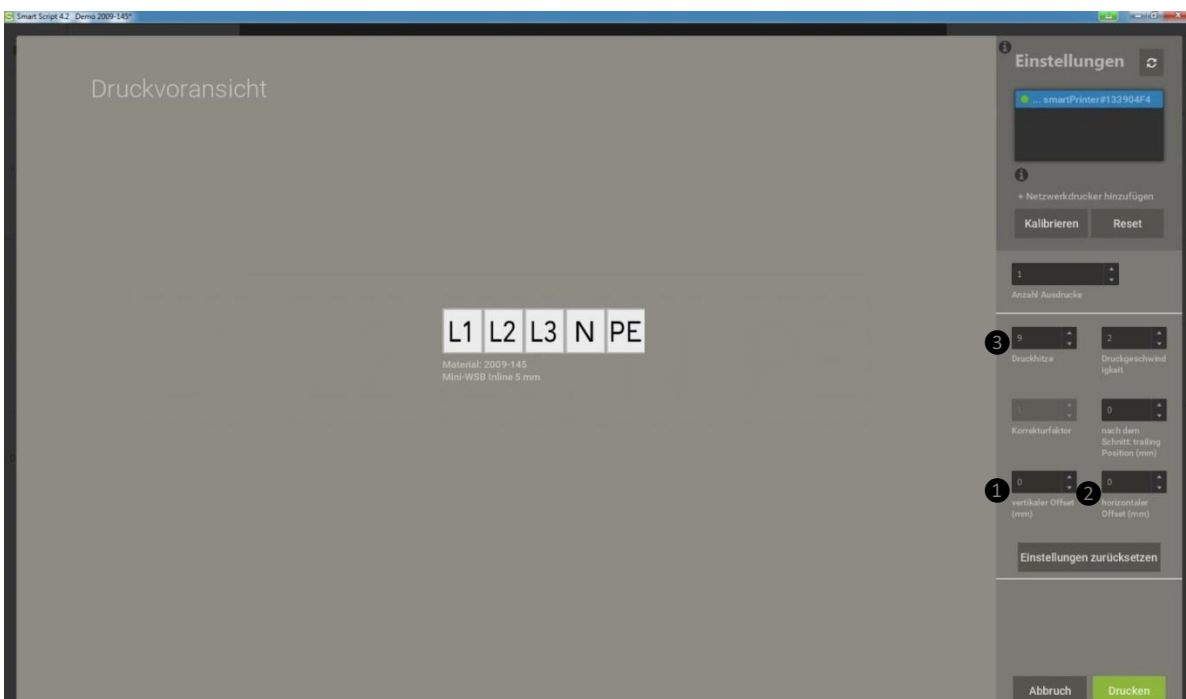 Smart Script 4.2 Demo 2009-145*
Druckvoransicht
L1 L2 L3 N PE
Material: 2009-145
Mini-WSB Inline 5 mm
Einstellungen
... smartPrinter#133904F4
+ Netzwerkdrucker hinzufügen
Kalibrieren Reset
1
Anzahl Ausdrucke
3 9 2
Druckhitze Druckgeschwind
igkeit
1 0
Korrekturfaktor nach dem
Schnitt: trailing
Position (mm)
1 0 2 0
vertikaler Offset horizontaler
(mm) Offset (mm)
Einstellungen zurücksetzen
Abbruch Drucken